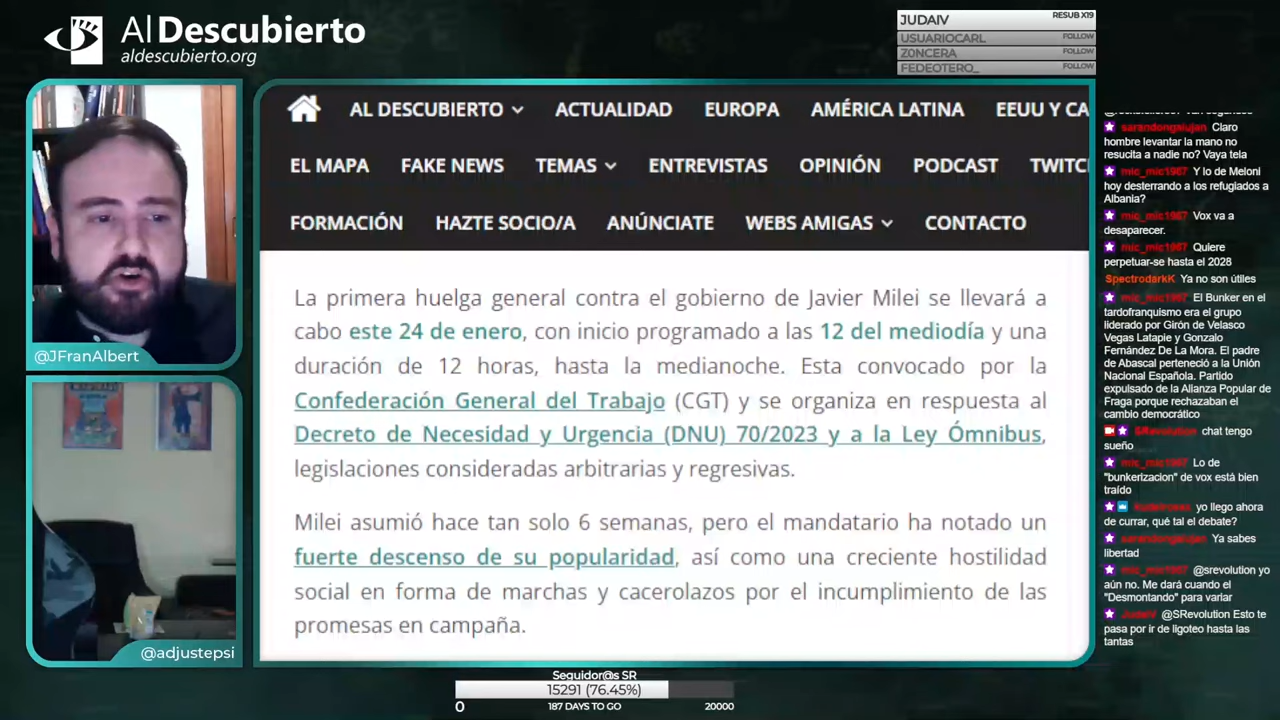 Al Descubierto
aldescubierto.org
JUDAIV RESUB X19
USUARIOCARL FOLLOW
Z0NCERA FOLLOW
FEDEOTERO_ FOLLOW
AL DESCUBIERTO ACTUALIDAD EUROPA AMÉRICA LATINA EEUU Y CA
EL MAPA FAKE NEWS TEMAS ENTREVISTAS OPINIÓN PODCAST TWITCH
FORMACIÓN HAZTE SOCIO/A ANÚNCIATE WEBS AMIGAS CONTACTO
La primera huelga general contra el gobierno de Javier Milei se llevará a
cabo este 24 de enero, con inicio programado a las 12 del mediodía y una
duración de 12 horas, hasta la medianoche. Esta convocado por la
Confederación General del Trabajo (CGT) y se organiza en respuesta al
Decreto de Necesidad y Urgencia (DNU) 70/2023 y a la Ley Ómnibus,
legislaciones consideradas arbitrarias y regresivas.
Milei asumió hace tan solo 6 semanas, pero el mandatario ha notado un
fuerte descenso de su popularidad, así como una creciente hostilidad
social en forma de marchas y cacerolazos por el incumplimiento de las
promesas en campaña.
@JFranAlbert
@adjustepsi
sarandongaiujan Claro
hombre levantar la mano no
resucita a nadie no? Vaya tela
mic_mic1987 Y lo de Meloni
hoy desterrando a los refugiados a
Albania?
mic_mic1987 Vox va a
desaparecer.
mic_mic1987 Quiere
perpetuar-se hasta el 2028
SpectrodarkK Ya no son útiles
mic_mic1987 El Bunker en el
tardofranquismo era el grupo
liderado por Girón de Velasco
Vegas Latapie y Gonzalo
Fernández De La Mora. El padre
de Abascal perteneció a la Unión
Nacional Española. Partido
expulsado de la Alianza Popular de
Fraga porque rechazaban el
cambio democrático
SRevolution chat tengo
sueño
mic_mic1987 Lo de
"bunkerizacion" de vox está bien
traído
yo llego ahora
de currar, qué tal el debate?
sarandongaiujan Ya sabes
libertad
mic_mic1987 @srevolution yo
aún no. Me dará cuando el
"Desmontando" para variar
JudaiV @SRevolution Esto te
pasa por ir de ligoteo hasta las
tantas
Seguidor@s SR
15291 (76.45%)
0 187 DAYS TO GO 20000